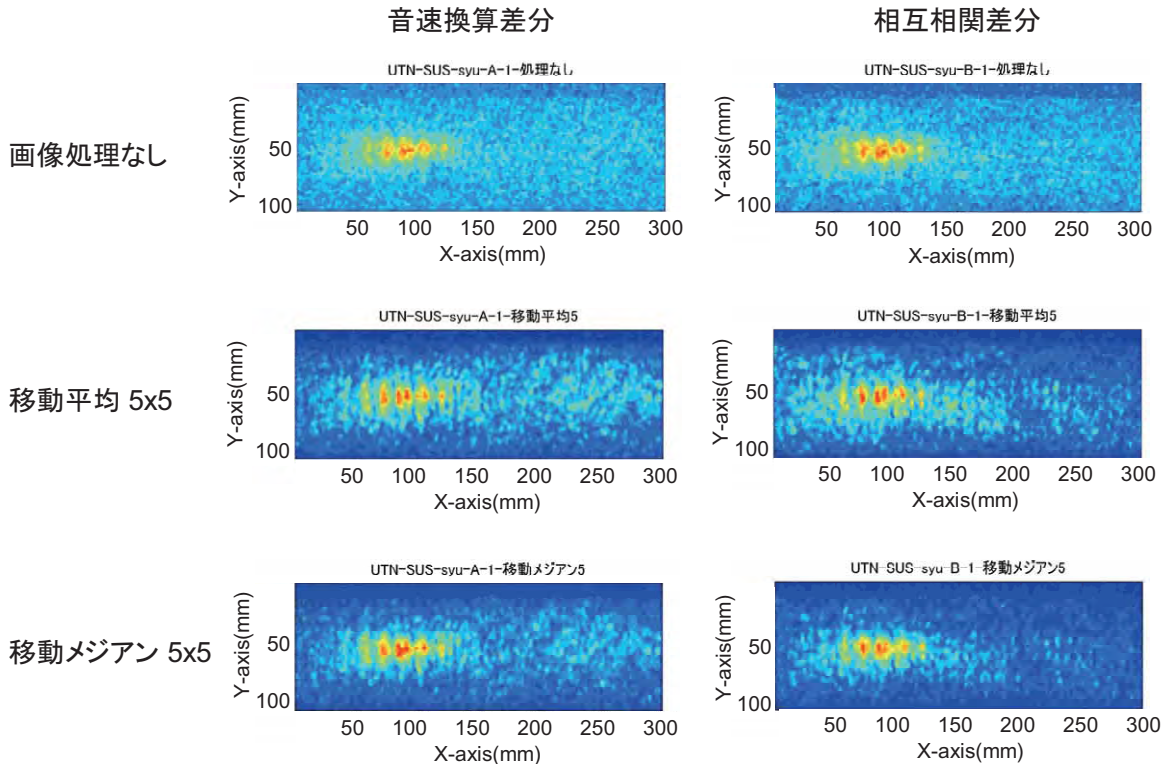 音速換算差分
相互相関差分
画像処理なし
UTN-SUS-syu-A-1-処理なし
Y-axis(mm)
50
100
50 100 150 200 250 300
X-axis(mm)
UTN-SUS-syu-B-1-処理なし
Y-axis(mm)
50
100
50 100 150 200 250 300
X-axis(mm)
移動平均 5x5
UTN-SUS-syu-A-1-移動平均5
Y-axis(mm)
50
100
50 100 150 200 250 300
X-axis(mm)
UTN-SUS-syu-B-1-移動平均5
Y-axis(mm)
50
100
50 100 150 200 250 300
X-axis(mm)
移動メジアン 5x5
UTN-SUS-syu-A-1-移動メジアン5
Y-axis(mm)
50
100
50 100 150 200 250 300
X-axis(mm)
UTN-SUS-syu-B-1-移動メジアン5
Y-axis(mm)
50
100
50 100 150 200 250 300
X-axis(mm)